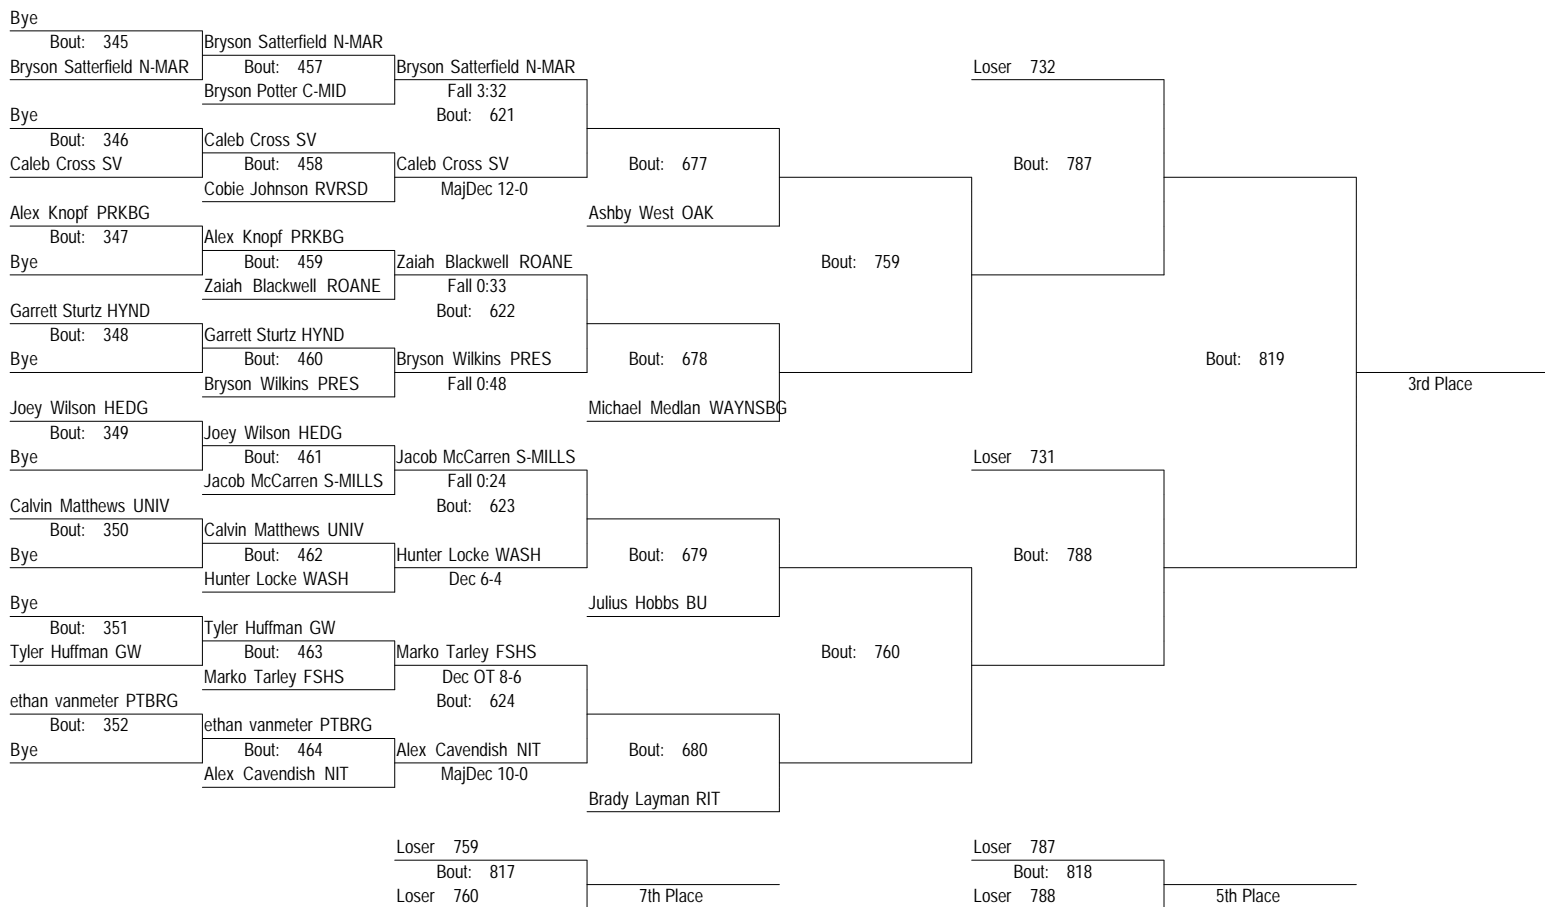 Bye
Bout: 345
Bryson Satterfield N-MAR
Bryson Satterfield N-MAR
Bout: 457
Bryson Potter C-MID
Bryson Satterfield N-MAR
Fall 3:32
Bout: 621
Bye
Bout: 346
Caleb Cross SV
Caleb Cross SV
Bout: 458
Cobie Johnson RVRSD
Caleb Cross SV
MajDec 12-0
Bout: 677
Ashby West OAK
Alex Knopf PRKBG
Bout: 347
Bye
Alex Knopf PRKBG
Bout: 459
Zaiah Blackwell ROANE
Zaiah Blackwell ROANE
Fall 0:33
Bout: 622
Garrett Sturtz HYND
Bout: 348
Bye
Garrett Sturtz HYND
Bout: 460
Bryson Wilkins PRES
Bryson Wilkins PRES
Fall 0:48
Bout: 678
Michael Medlan WAYNSBG
Bout: 759
Loser 732
Bout: 787
Joey Wilson HEDG
Bout: 349
Bye
Joey Wilson HEDG
Bout: 461
Jacob McCarren S-MILLS
Jacob McCarren S-MILLS
Fall 0:24
Bout: 623
Calvin Matthews UNIV
Bout: 350
Bye
Calvin Matthews UNIV
Bout: 462
Hunter Locke WASH
Hunter Locke WASH
Dec 6-4
Bout: 679
Julius Hobbs BU
Bye
Bout: 351
Tyler Huffman GW
Tyler Huffman GW
Bout: 463
Marko Tarley FSHS
Marko Tarley FSHS
Dec OT 8-6
Bout: 624
ethan vanmeter PTBRG
Bout: 352
Bye
ethan vanmeter PTBRG
Bout: 464
Alex Cavendish NIT
Alex Cavendish NIT
MajDec 10-0
Bout: 680
Brady Layman RIT
Bout: 760
Loser 731
Bout: 788
Bout: 819
3rd Place
Loser 759
Bout: 817
Loser 760
7th Place
Loser 787
Bout: 818
Loser 788
5th Place